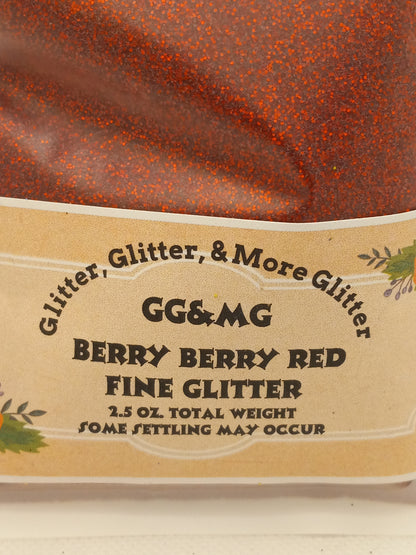 Glitter, Glitter, & More Glitter
GG&MG
BERRY BERRY RED
FINE GLITTER
2.5 OZ. TOTAL WEIGHT
SOME SETTLING MAY OCCUR